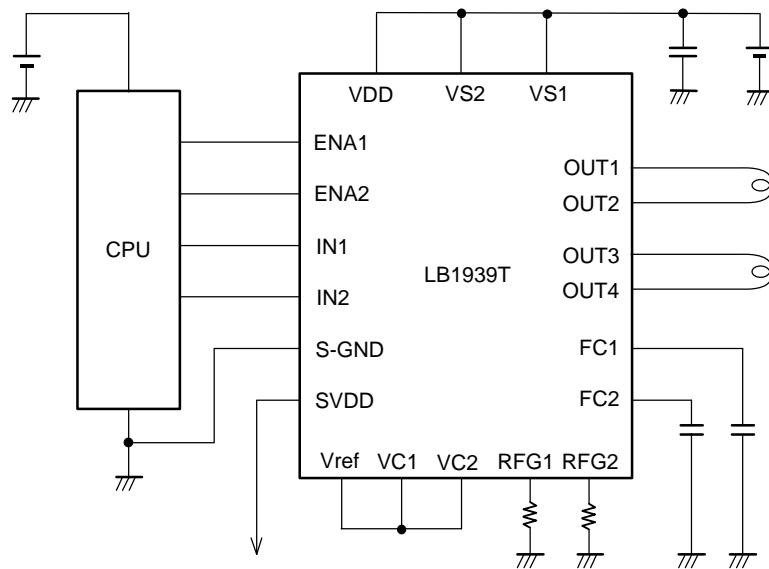 VDD VS2 VS1
ENA1
OUT1
ENA2
OUT2
CPU
IN1
OUT3
LB1939T
IN2
OUT4
S-GND
FC1
SVDD
FC2
Vref VC1 VC2 RFG1 RFG2